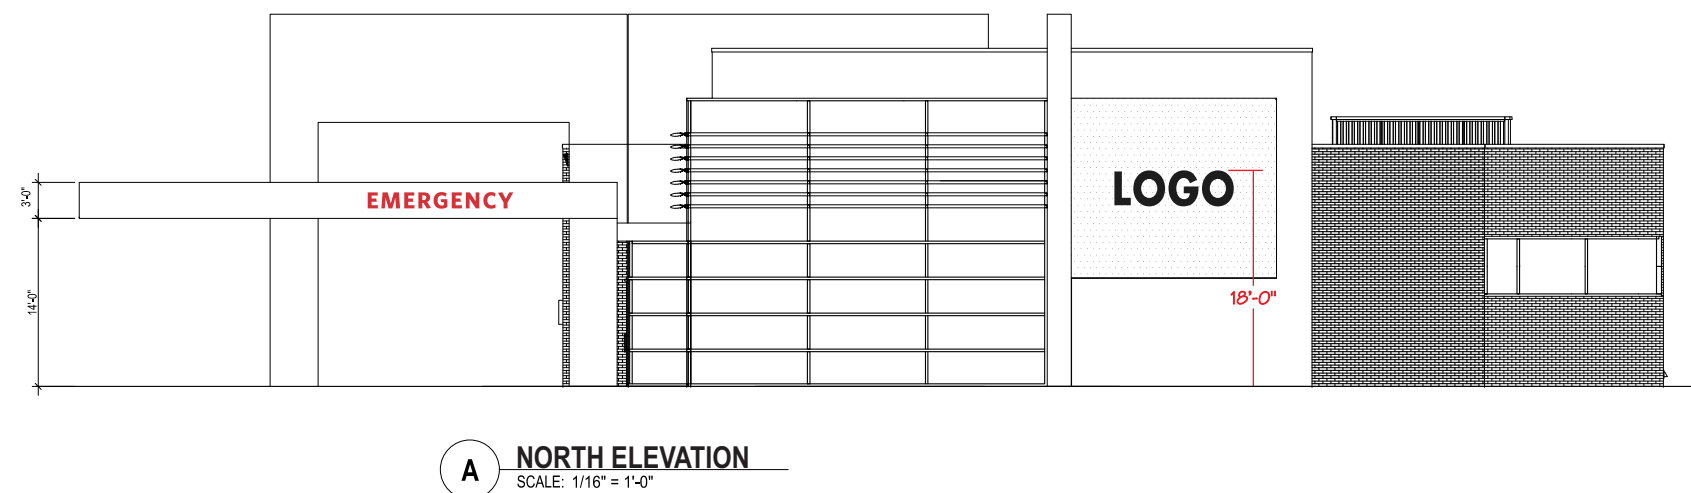 3'-0"
EMERGENCY
LOGO
14'-0"
18'-0"
A
NORTH ELEVATION
SCALE: 1/16" = 1'-0"